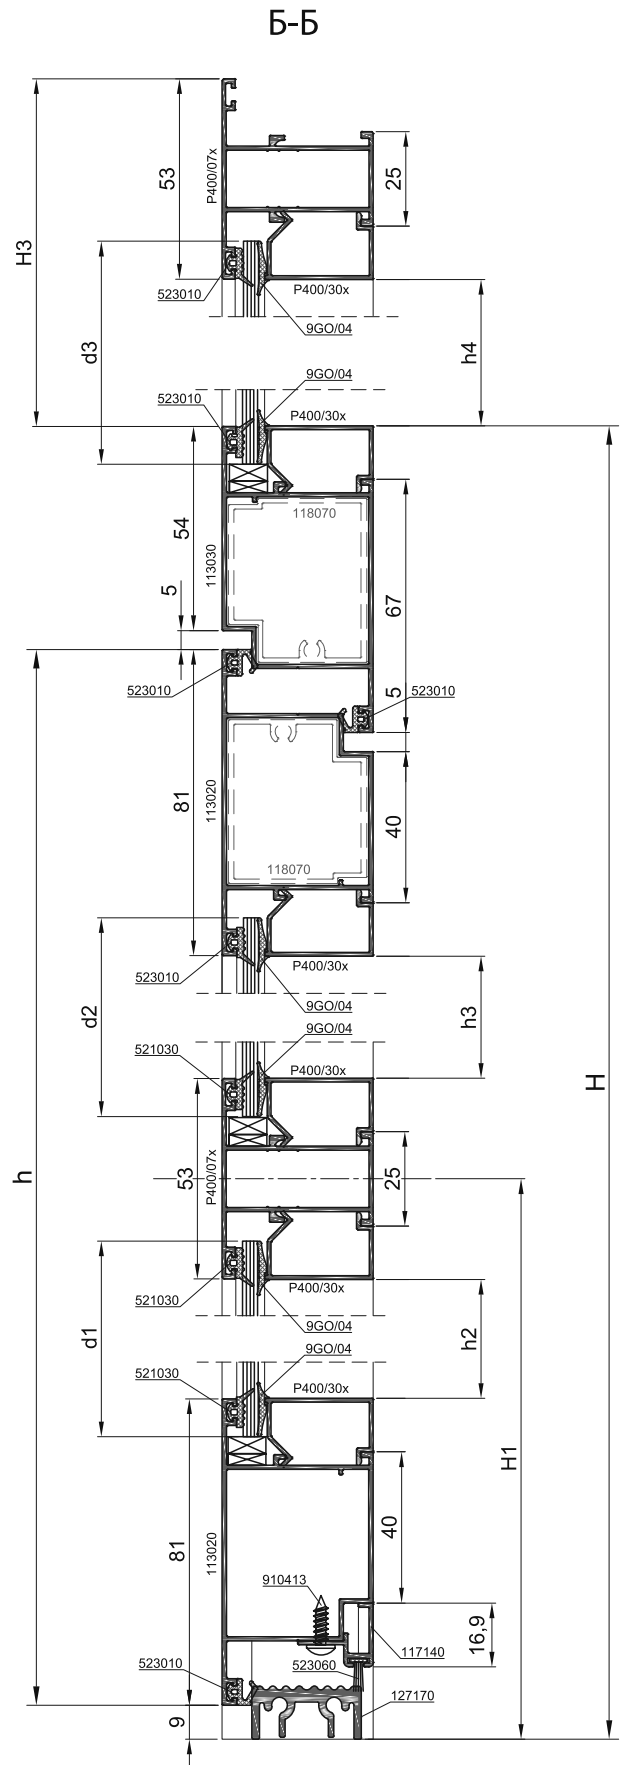 Б-Б
53
P400/07x
25
H3
523010
P400/30x
9GO/04
d3
h4
9GO/04
523010
P400/30x
118070
54
113030
5
67
523010
5
523010
81
113020
40
118070
523010
P400/30x
d2
9GO/04
h3
9GO/04
521030
P400/30x
H
h
53
P400/07x
25
521030
P400/30x
d1
9GO/04
h2
9GO/04
521030
P400/30x
H1
40
81
113020
910413
16,9
117140
523010
523060
127170
9